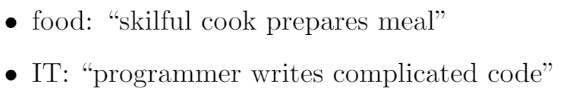 • food: “skilful cook prepares meal”
• IT: “programmer writes complicated code”